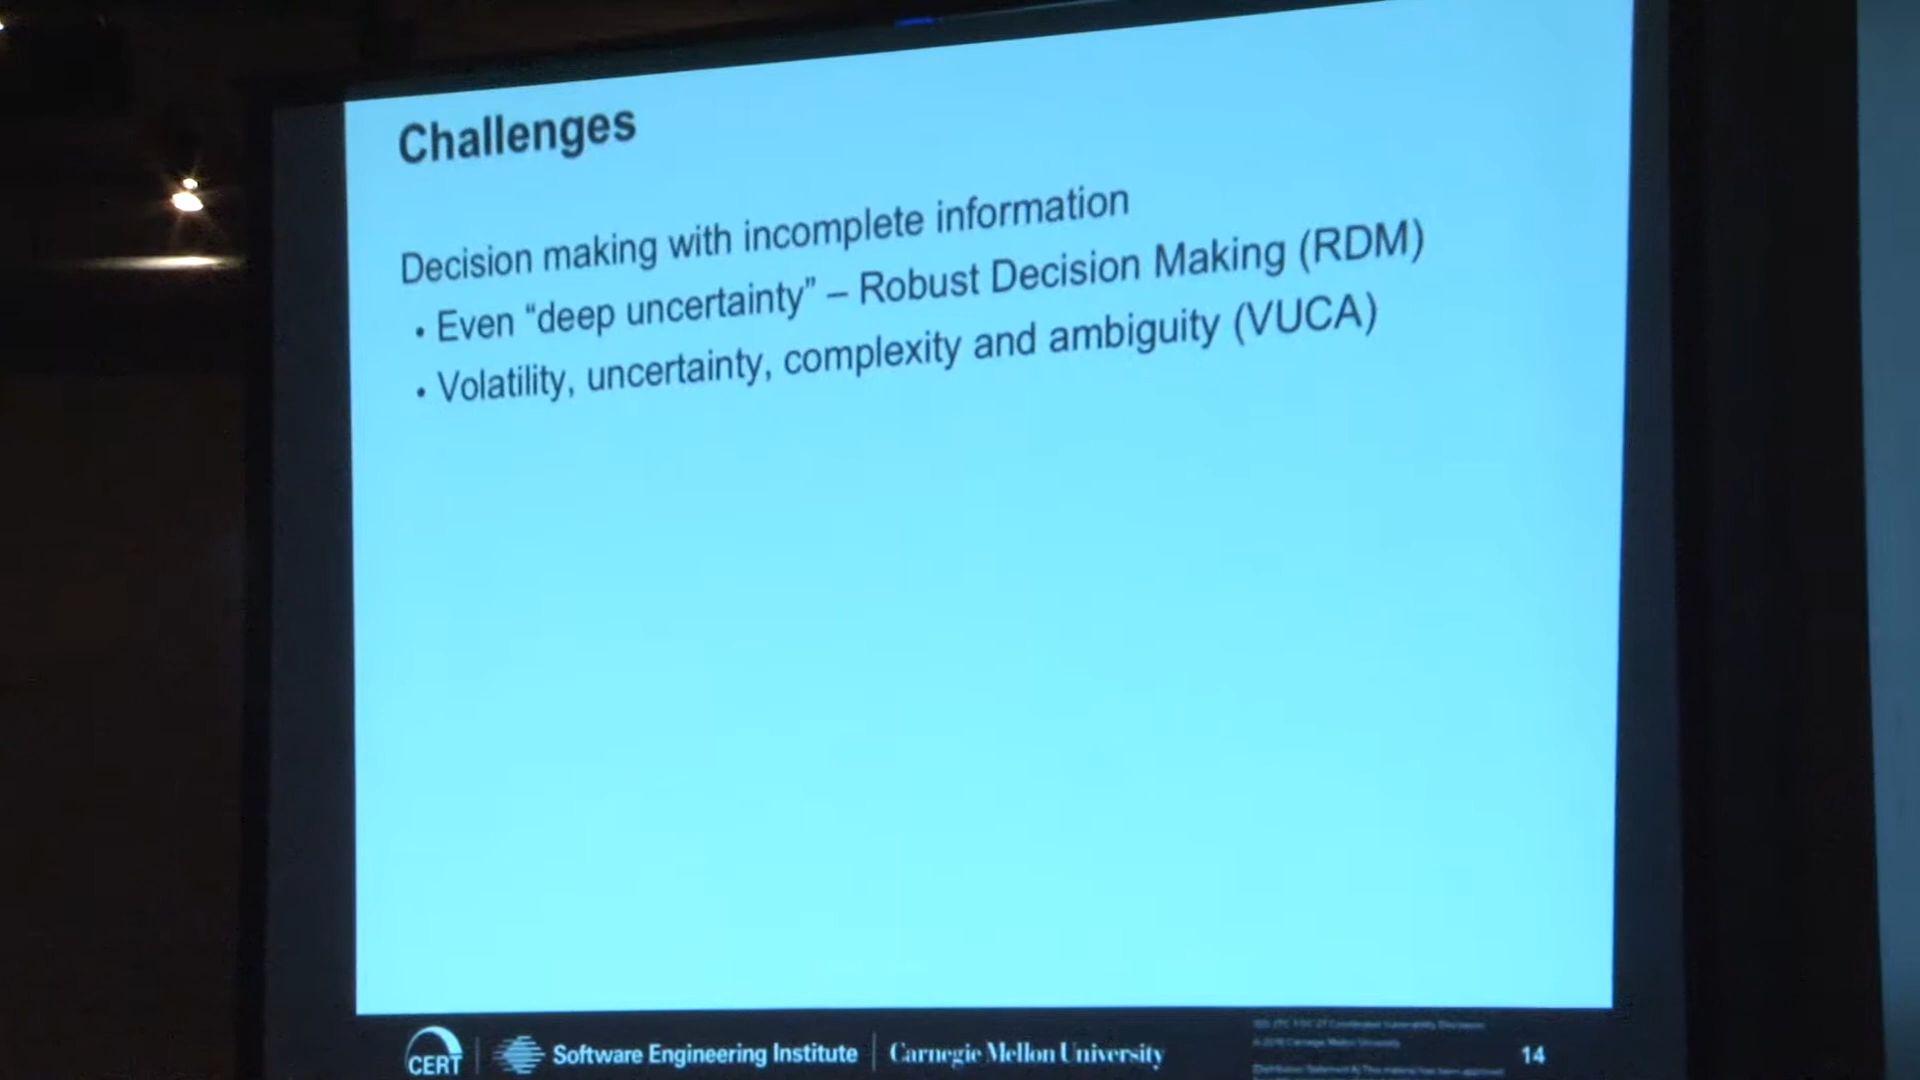 Challenges
Decision making with incomplete information
• Even “deep uncertainty” – Robust Decision Making (RDM)
• Volatility, uncertainty, complexity and ambiguity (VUCA)
CERT
Software Engineering Institute
Carnegie Mellon University
14